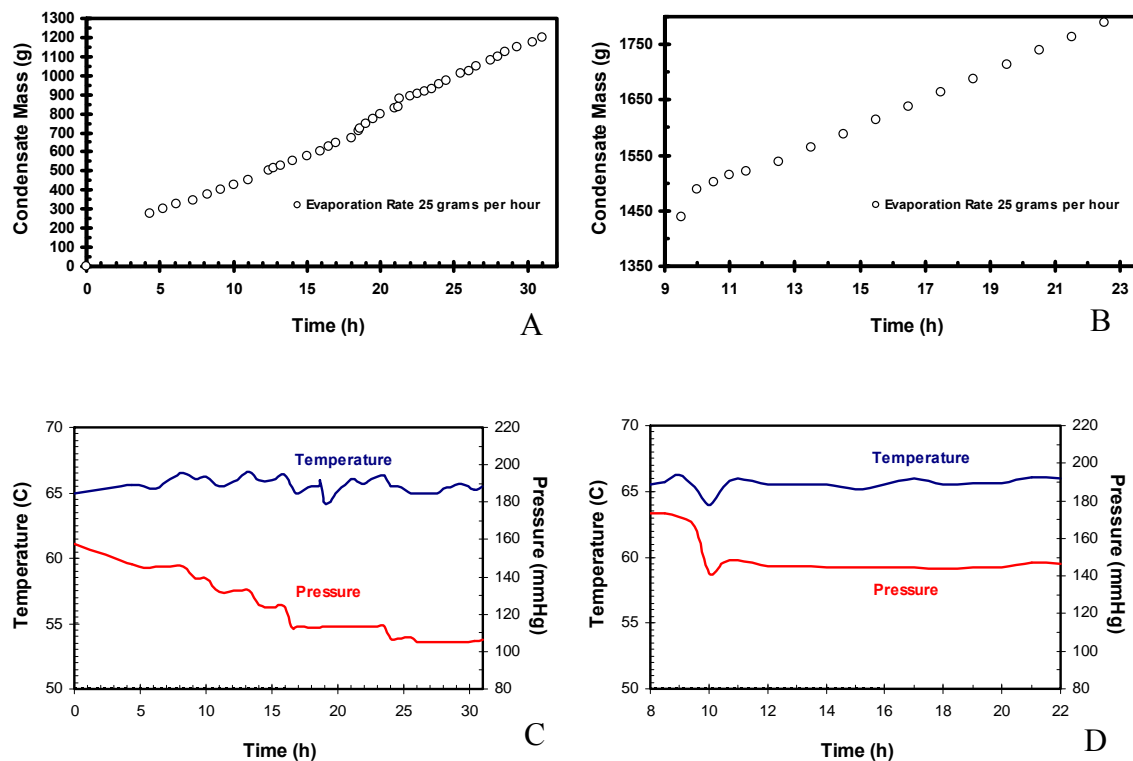 Condensate Mass (g)
1300
1200
1100
1000
900
800
700
600
500
400
300
200
100
0
Evaporation Rate 25 grams per hour
0 5 10 15 20 25 30
Time (h)
A
Condensate Mass (g)
1750
1650
1550
1450
1350
Evaporation Rate 25 grams per hour
9 11 13 15 17 19 21 23
Time (h)
B
Temperature (C)
70
65
60
55
50
Temperature
Pressure
220
200
180
160
140
120
100
80
Pressure (mmHg)
0 5 10 15 20 25 30
Time (h)
C
Temperature (C)
70
65
60
55
50
Temperature
Pressure
220
200
180
160
140
120
100
80
Pressure (mmHg)
8 10 12 14 16 18 20 22
Time (h)
D